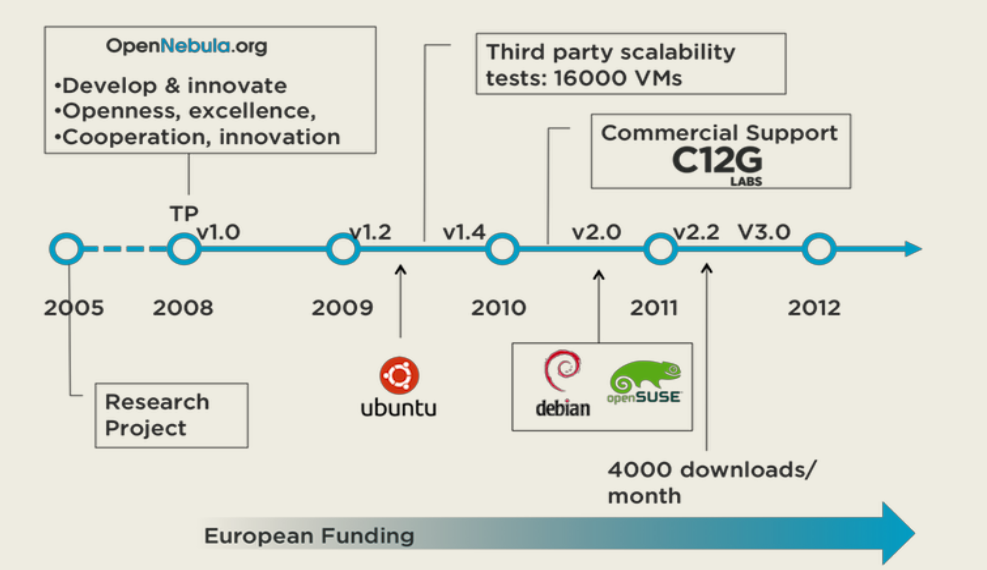 OpenNebula.org
•Develop & innovate
•Openness, excellence,
•Cooperation, innovation
Third party scalability
tests: 16000 VMs
Commercial Support
C12G
LABS
TP
v1.0
v1.2
v1.4
v2.0
v2.2
V3.0
2005
2008
2009
2010
2011
2012
ubuntu
debian
openSUSE
Research
Project
4000 downloads/
month
European Funding